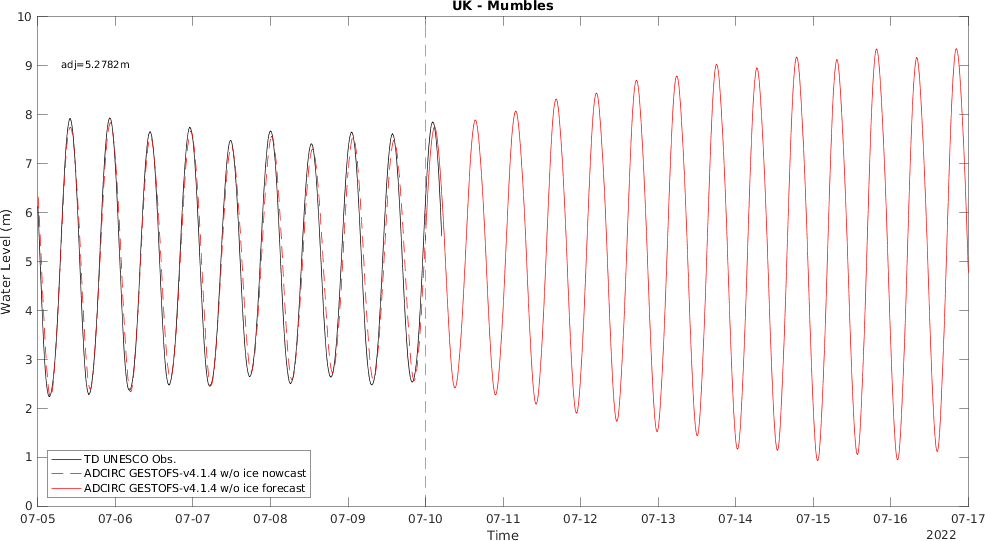 UK - Mumbles
adj=5.2782m
Water Level (m)
10
9
8
7
6
5
4
3
2
1
0
TD UNESCO Obs.
ADCIRC GESTOFS-v4.1.4 w/o ice nowcast
ADCIRC GESTOFS-v4.1.4 w/o ice forecast
07-05 07-06 07-07 07-08 07-09 07-10 07-11 07-12 07-13 07-14 07-15 07-16 07-17
Time
2022